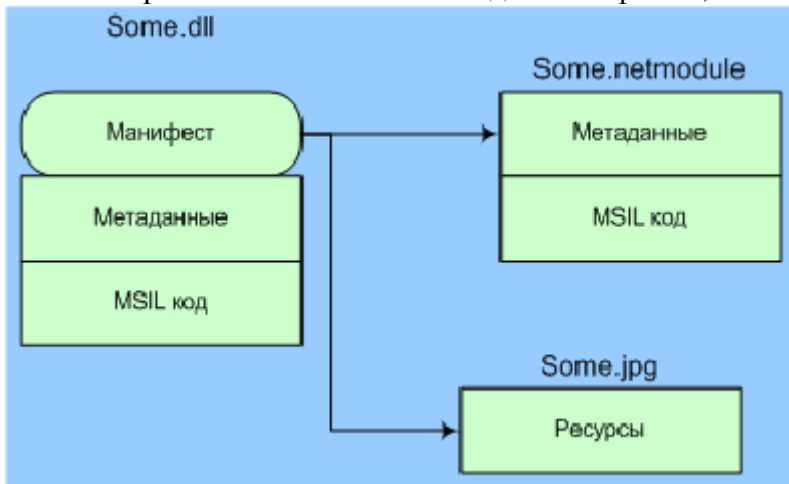 Some.dll
Some.netmodule
Манифест
Метаданные
Метаданные
MSIL код
MSIL код
Some.jpg
Ресурсы